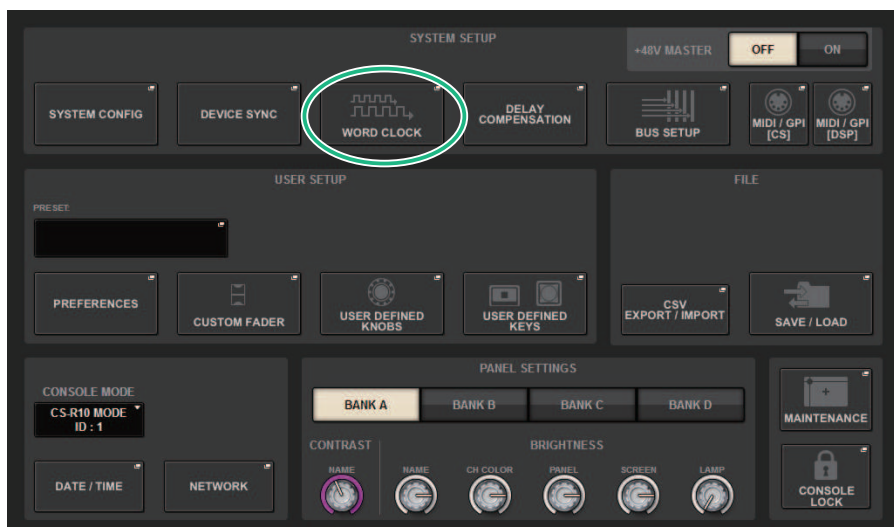 SYSTEM SETUP
+48V MASTER
OFF
ON
SYSTEM CONFIG
DEVICE SYNC
WORD CLOCK
DELAY
COMPENSATION
BUS SETUP
MIDI / GPI
[CS]
MIDI / GPI
[DSP]
USER SETUP
FILE
PRESET:
PREFERENCES
CUSTOM FADER
USER DEFINED
KNOBS
USER DEFINED
KEYS
CSV
EXPORT / IMPORT
SAVE / LOAD
CONSOLE MODE
CS-R10 MODE
ID : 1
DATE / TIME
NETWORK
PANEL SETTINGS
BANK A
BANK B
BANK C
BANK D
CONTRAST
BRIGHTNESS
NAME
NAME
CH COLOR
PANEL
SCREEN
LAMP
MAINTENANCE
CONSOLE
LOCK